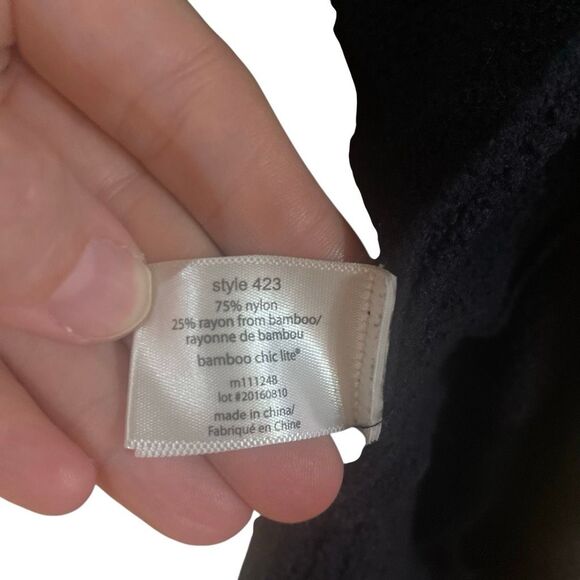 style 423
75% nylon
25% rayon from bamboo/
rayonne de bambou
bamboo chic lite®
m111248
lot #20160810
made in china/
Fabriqué en Chine